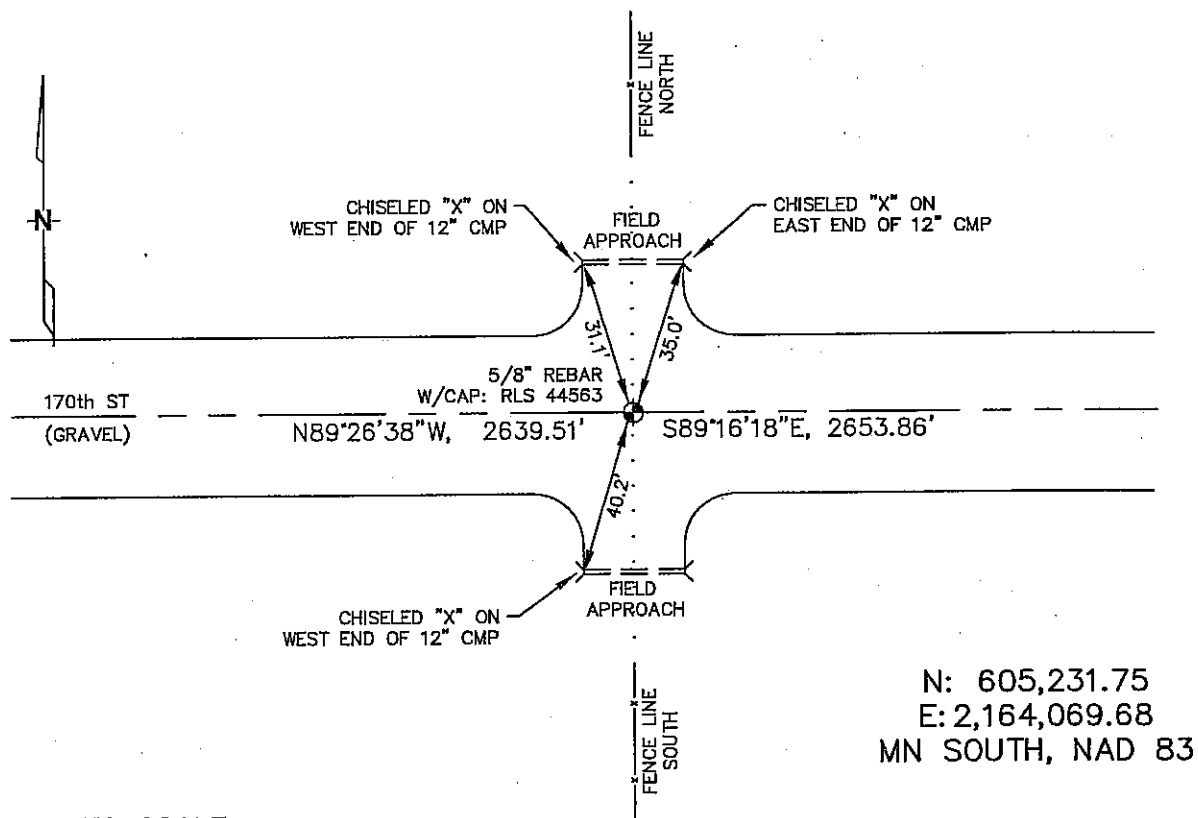 FENCE LINE
NORTH
N
CHISELED "X" ON
WEST END OF 12" CMP
FIELD
APPROACH
CHISELED "X" ON
EAST END OF 12" CMP
31.1'
35.0'
5/8" REBAR
W/CAP: RLS 44563
170th ST
(GRAVEL)
N89°26'38"W, 2639.51'
S89°16'18"E, 2653.86'
40.2'
FIELD
APPROACH
CHISELED "X" ON
WEST END OF 12" CMP
FENCE LINE
SOUTH
N: 605,231.75
E: 2,164,069.68
MN SOUTH, NAD 83